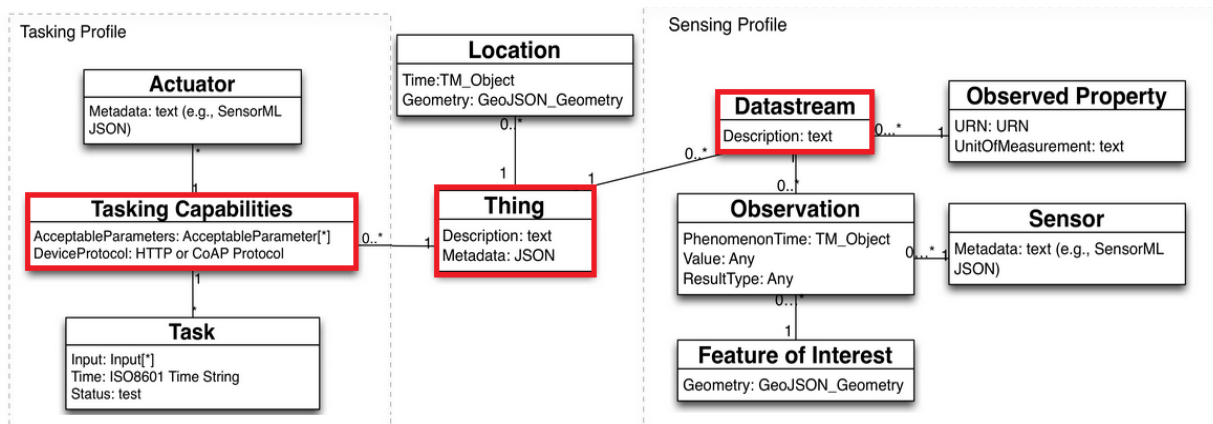 Tasking Profile
Actuator
Metadata: text (e.g., SensorML
JSON)
*
1
Tasking Capabilities
AcceptableParameters: AcceptableParameter[*]
DeviceProtocol: HTTP or CoAP Protocol
0..*
1
1
*
Task
Input: Input[*]
Time: ISO8601 Time String
Status: test
Location
Time:TM_Object
Geometry: GeoJSON_Geometry
0..*
1
Thing
Description: text
Metadata: JSON
1
0..*
Sensing Profile
Datastream
Description: text
0...*
1
Observed Property
URN: URN
UnitOfMeasurement: text
1
0..*
Observation
PhenomenonTime: TM_Object
Value: Any
ResultType: Any
0...*
1
Sensor
Metadata: text (e.g., SensorML
JSON)
0...*
1
Feature of Interest
Geometry: GeoJSON_Geometry